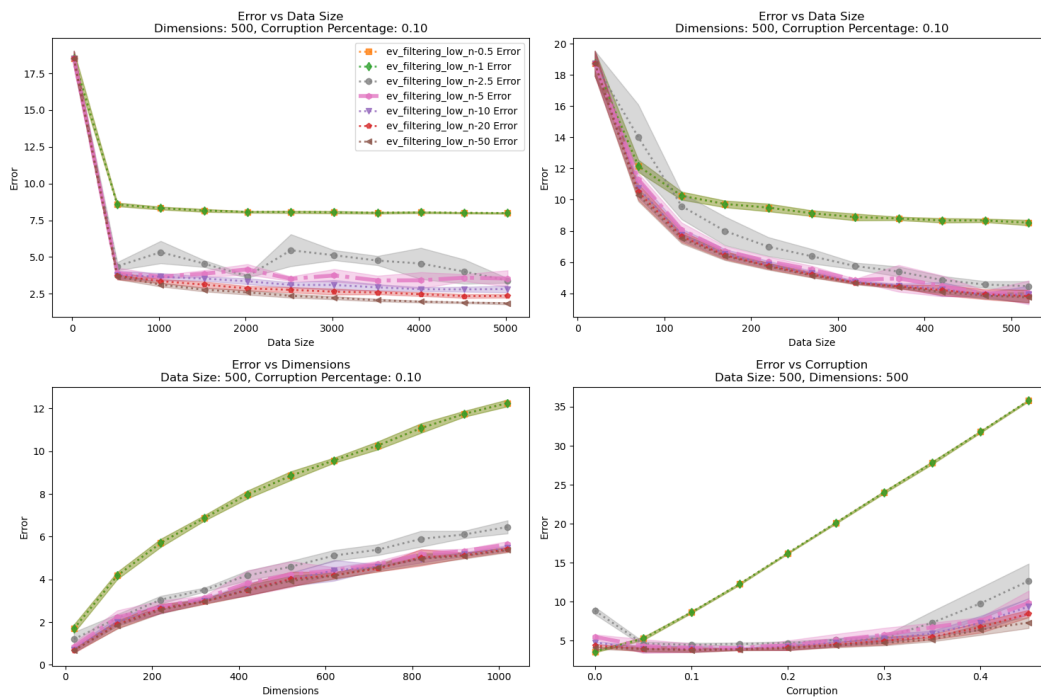 Error vs Data Size
Dimensions: 500, Corruption Percentage: 0.10
17.5
15.0
12.5
10.0
7.5
5.0
2.5
Error
0
1000
2000
3000
4000
5000
Data Size
ev_filtering_low_n-0.5 Error
ev_filtering_low_n-1 Error
ev_filtering_low_n-2.5 Error
ev_filtering_low_n-5 Error
ev_filtering_low_n-10 Error
ev_filtering_low_n-20 Error
ev_filtering_low_n-50 Error
Error vs Data Size
Dimensions: 500, Corruption Percentage: 0.10
20
18
16
14
12
10
8
6
4
Error
0
100
200
300
400
500
Data Size
Error vs Dimensions
Data Size: 500, Corruption Percentage: 0.10
12
10
8
6
4
2
0
Error
0
200
400
600
800
1000
Dimensions
Error vs Corruption
Data Size: 500, Dimensions: 500
35
30
25
20
15
10
5
Error
0.0
0.1
0.2
0.3
0.4
Corruption